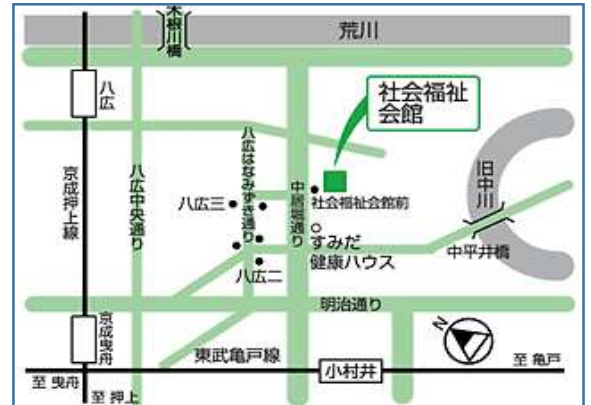 木根川橋
荒川
八広
社会福祉
会館
京成押上線
八広中央通り
八広はなみずき通り
中居堀通り
旧中川
八広三
社会福祉会館前
すみだ
健康ハウス
中平井橋
八広二
明治通り
京成曳舟
東武亀戸線
小村井
N
至 亀戸
至 曳舟
至 押上